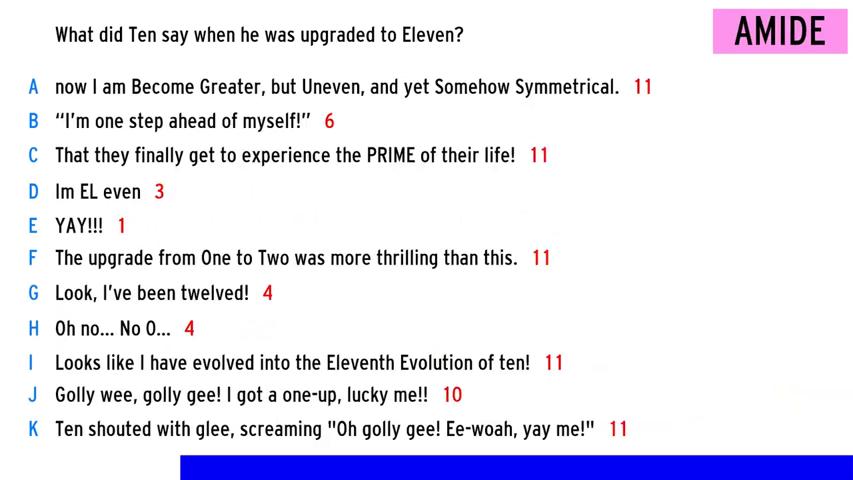 What did Ten say when he was upgraded to Eleven?
AMIDE
A now I am Become Greater, but Uneven, and yet Somehow Symmetrical. 11
B “I’m one step ahead of myself!” 6
C That they finally get to experience the PRIME of their life! 11
D Im EL even 3
E YAY!!! 1
F The upgrade from One to Two was more thrilling than this. 11
G Look, I’ve been twelved! 4
H Oh no... No O... 4
I Looks like I have evolved into the Eleventh Evolution of ten! 11
J Golly wee, golly gee! I got a one-up, lucky me!! 10
K Ten shouted with glee, screaming "Oh golly gee! Ee-woah, yay me!" 11